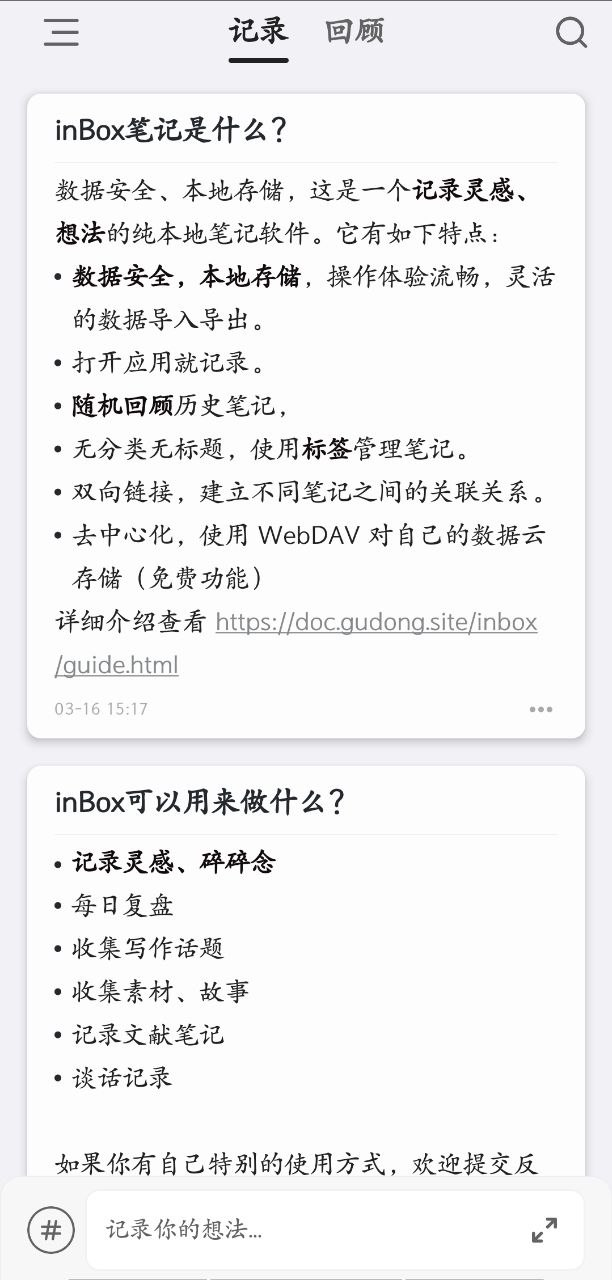 记录 回顾
inBox笔记是什么？
数据安全、本地存储，这是一个记录灵感、
想法的纯本地笔记软件。它有如下特点：
• 数据安全，本地存储，操作体验流畅，灵活
的数据导入导出。
• 打开应用就记录。
• 随机回顾历史笔记，
• 无分类无标题，使用标签管理笔记。
• 双向链接，建立不同笔记之间的关联关系。
• 去中心化，使用 WebDAV 对自己的数据云
存储（免费功能）
详细介绍查看 https://doc.gudong.site/inbox
/guide.html
03-16 15:17
inBox可以用来做什么？
• 记录灵感、碎碎念
• 每日复盘
• 收集写作话题
• 收集素材、故事
• 记录文献笔记
• 谈话记录
如果你有自己特别的使用方式，欢迎提交反
# 记录你的想法...